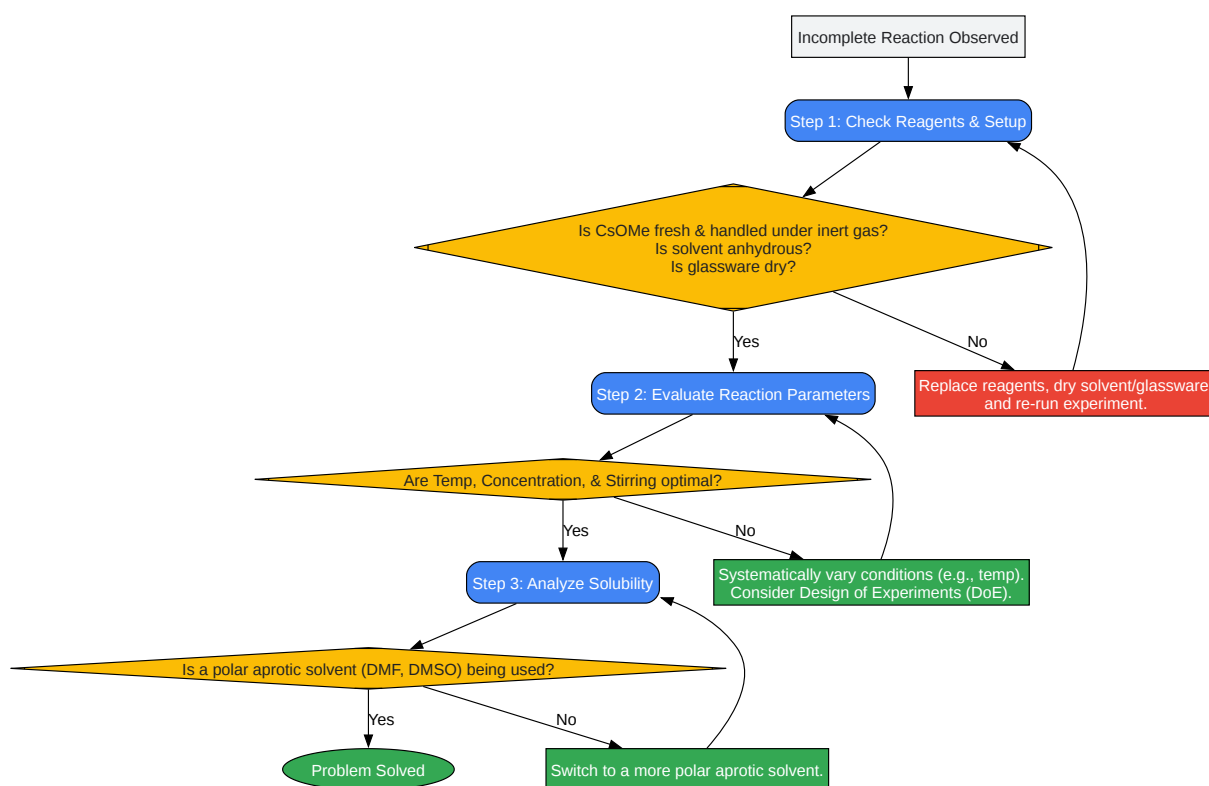 Incomplete Reaction Observed
Step 1: Check Reagents & Setup
Is CsOMe fresh & handled under inert gas?
Is solvent anhydrous?
Is glassware dry?
Yes
No
Replace reagents, dry solvent/glassware
and re-run experiment.
Step 2: Evaluate Reaction Parameters
Are Temp, Concentration, & Stirring optimal?
Yes
No
Systematically vary conditions (e.g., temp).
Consider Design of Experiments (DoE).
Step 3: Analyze Solubility
Is a polar aprotic solvent (DMF, DMSO) being used?
Yes
No
Problem Solved
Switch to a more polar aprotic solvent.